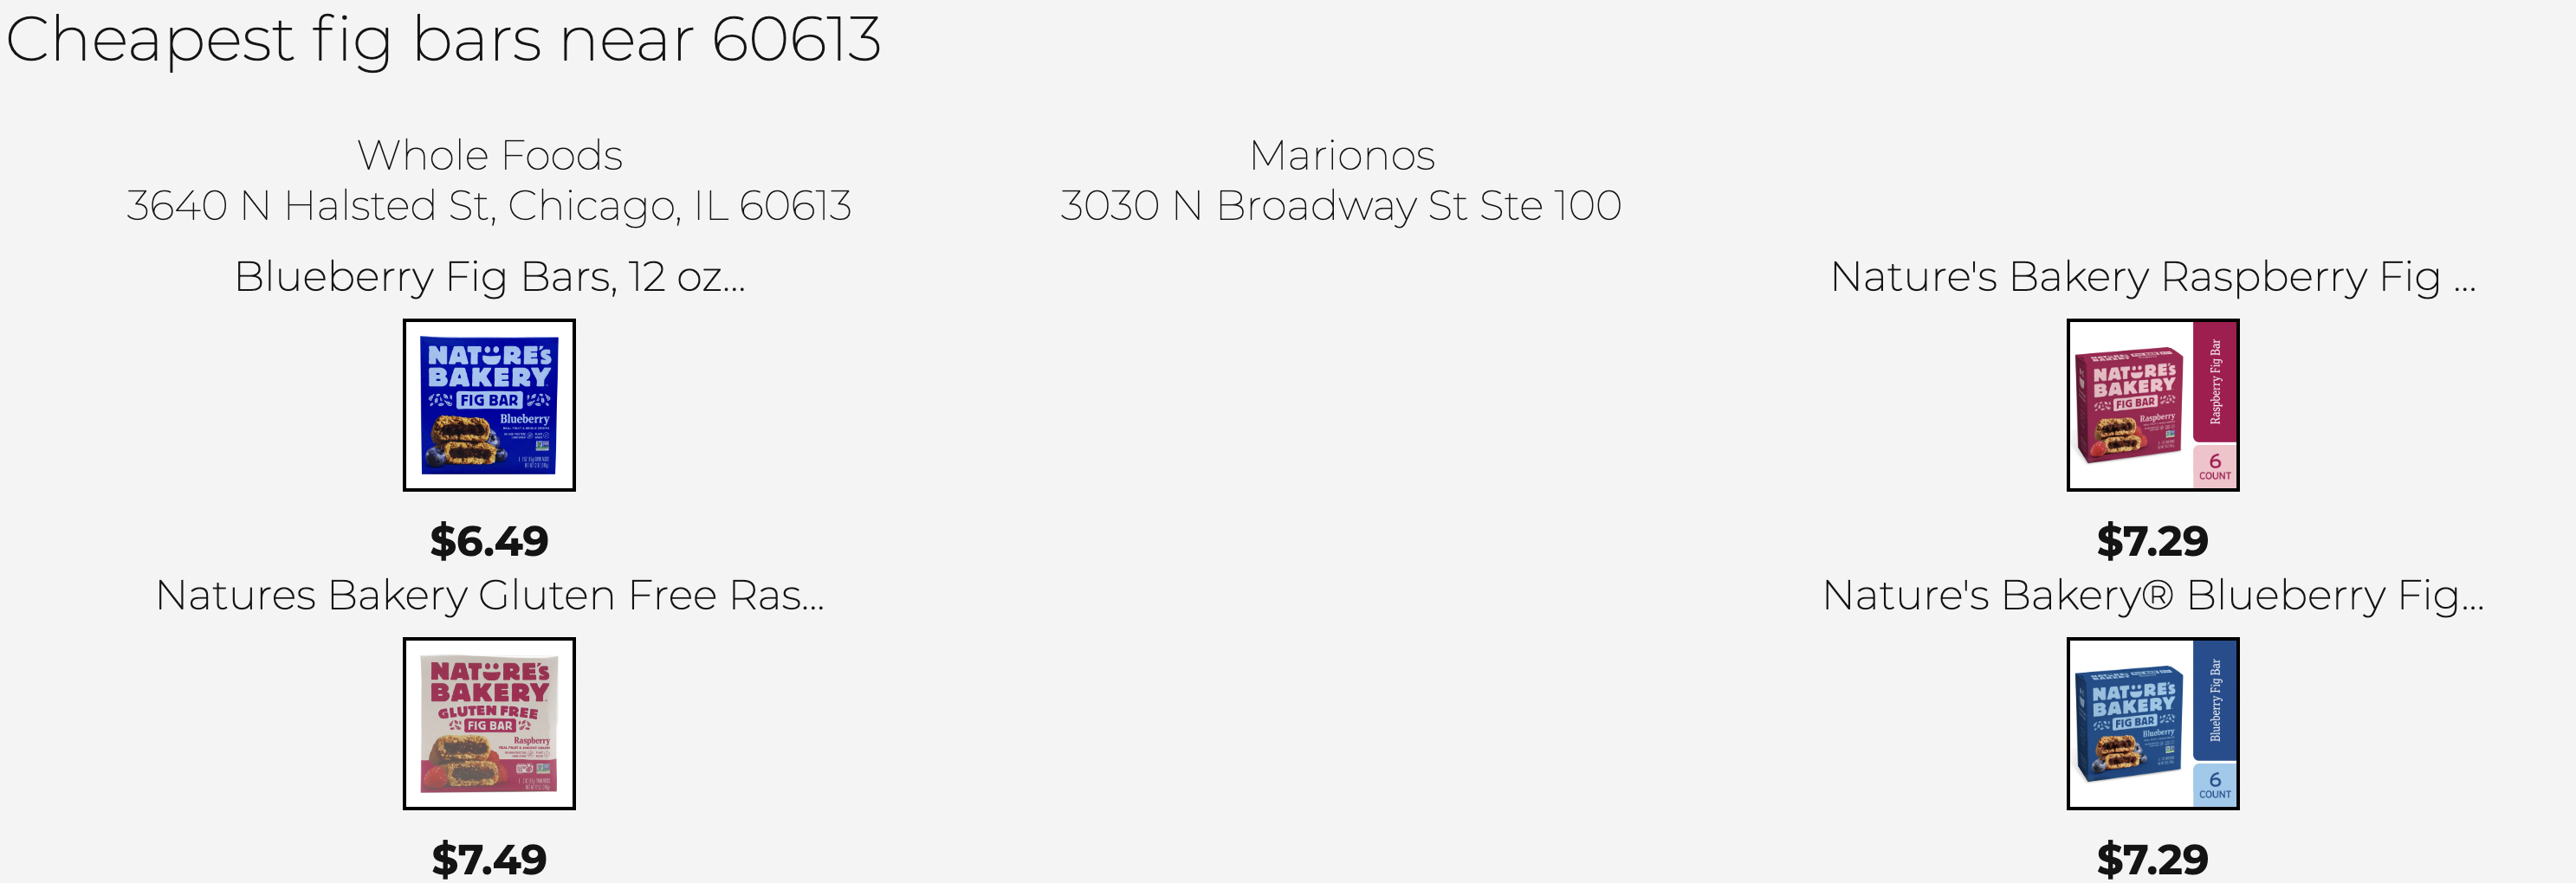 Cheapest fig bars near 60613
Whole Foods
3640 N Halsted St, Chicago, IL 60613
Marionos
3030 N Broadway St Ste 100
Blueberry Fig Bars, 12 oz...
NATURE'S
BAKERY
FIG BAR
Blueberry
$6.49
Natures Bakery Gluten Free Ras...
NATURE'S
BAKERY
GLUTEN FREE
FIG BAR
Raspberry
$7.49
Nature's Bakery Raspberry Fig ...
NATURE'S
BAKERY
FIG BAR
Raspberry
Raspberry Fig Bar
6
COUNT
$7.29
Nature's Bakery® Blueberry Fig...
NATURE'S
BAKERY
FIG BAR
Blueberry
Blueberry Fig Bar
6
COUNT
$7.29